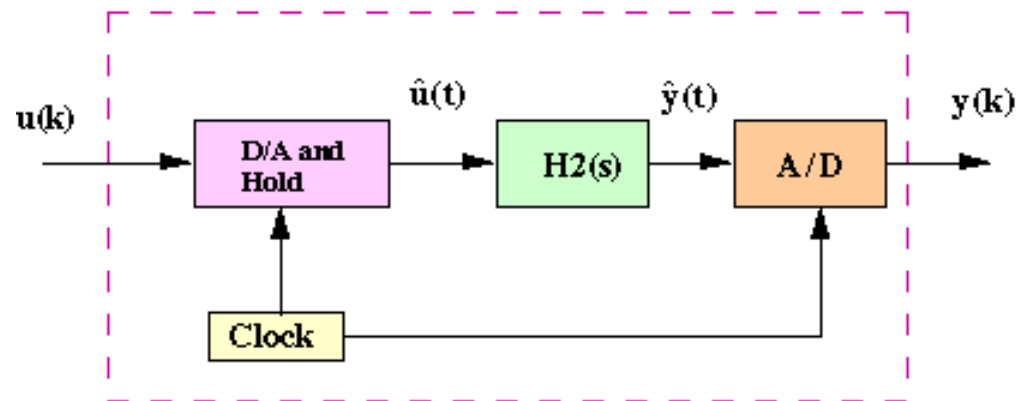 u(k)
û(t)
ŷ(t)
y(k)
D/A and
Hold
H2(s)
A/D
Clock